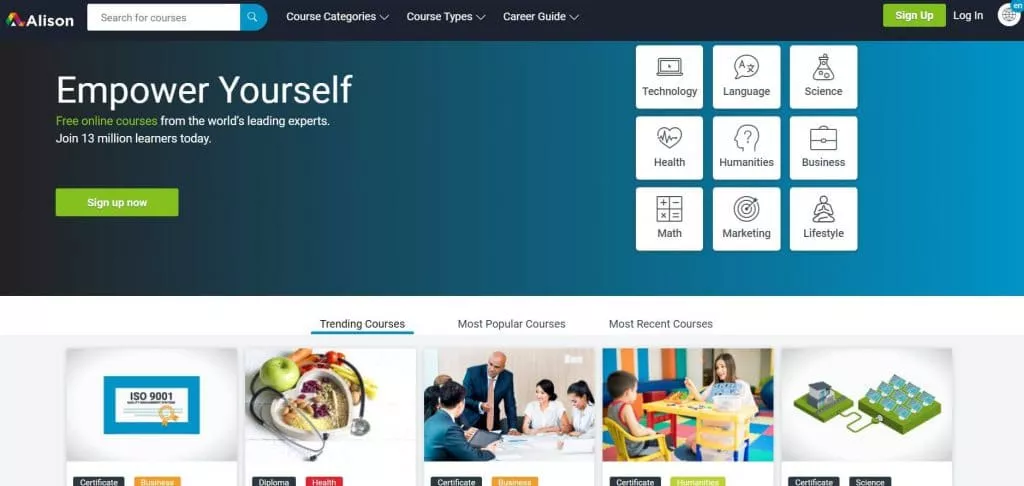 Alison
Search for courses
Course Categories
Course Types
Career Guide
Sign Up
Log In
en
Empower Yourself
Free online courses from the world's leading experts.
Join 13 million learners today.
Sign up now
Technology
Language
Science
Health
Humanities
Business
Math
Marketing
Lifestyle
Trending Courses
Most Popular Courses
Most Recent Courses
ISO 9001
Certificate
Business
Diploma
Health
Certificate
Business
Certificate
Humanities
Certificate
Science